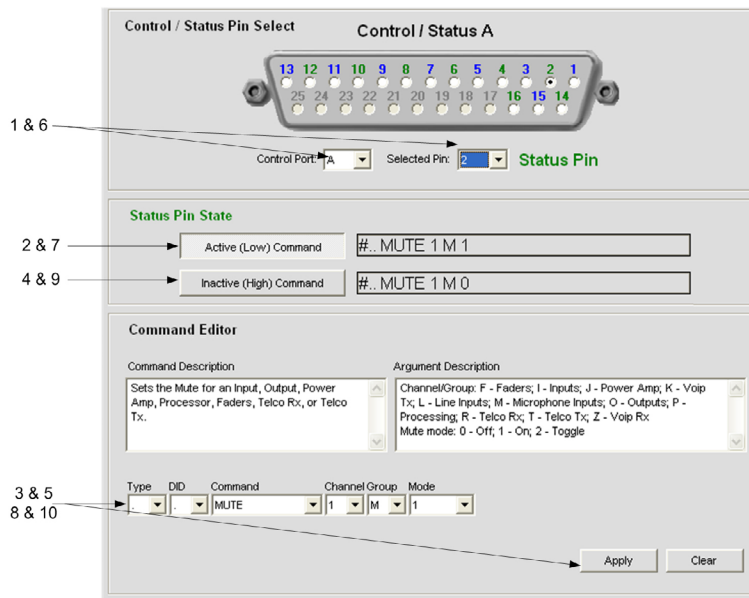 Control / Status Pin Select
Control / Status A
13 12 11 10 9 8 7 6 5 4 3 2 1
25 24 23 22 21 20 19 18 17 16 15 14
1 & 6
Control Port: A
Selected Pin: 2
Status Pin
Status Pin State
2 & 7
Active (Low) Command
#.. MUTE 1 M 1
4 & 9
Inactive (High) Command
#.. MUTE 1 M 0
Command Editor
Command Description
Sets the Mute for an Input, Output, Power
Amp, Processor, Faders, Telco Rx, or Telco
Tx.
Argument Description
Channel/Group: F - Faders; I - Inputs; J - Power Amp; K - Voip
Tx; L - Line Inputs; M - Microphone Inputs; O - Outputs; P -
Processing; R - Telco Rx; T - Telco Tx; Z - Voip Rx
Mute mode: 0 - Off; 1 - On; 2 - Toggle
3 & 5
8 & 10
Type DID Command Channel Group Mode
. . MUTE 1 M 1
Apply Clear